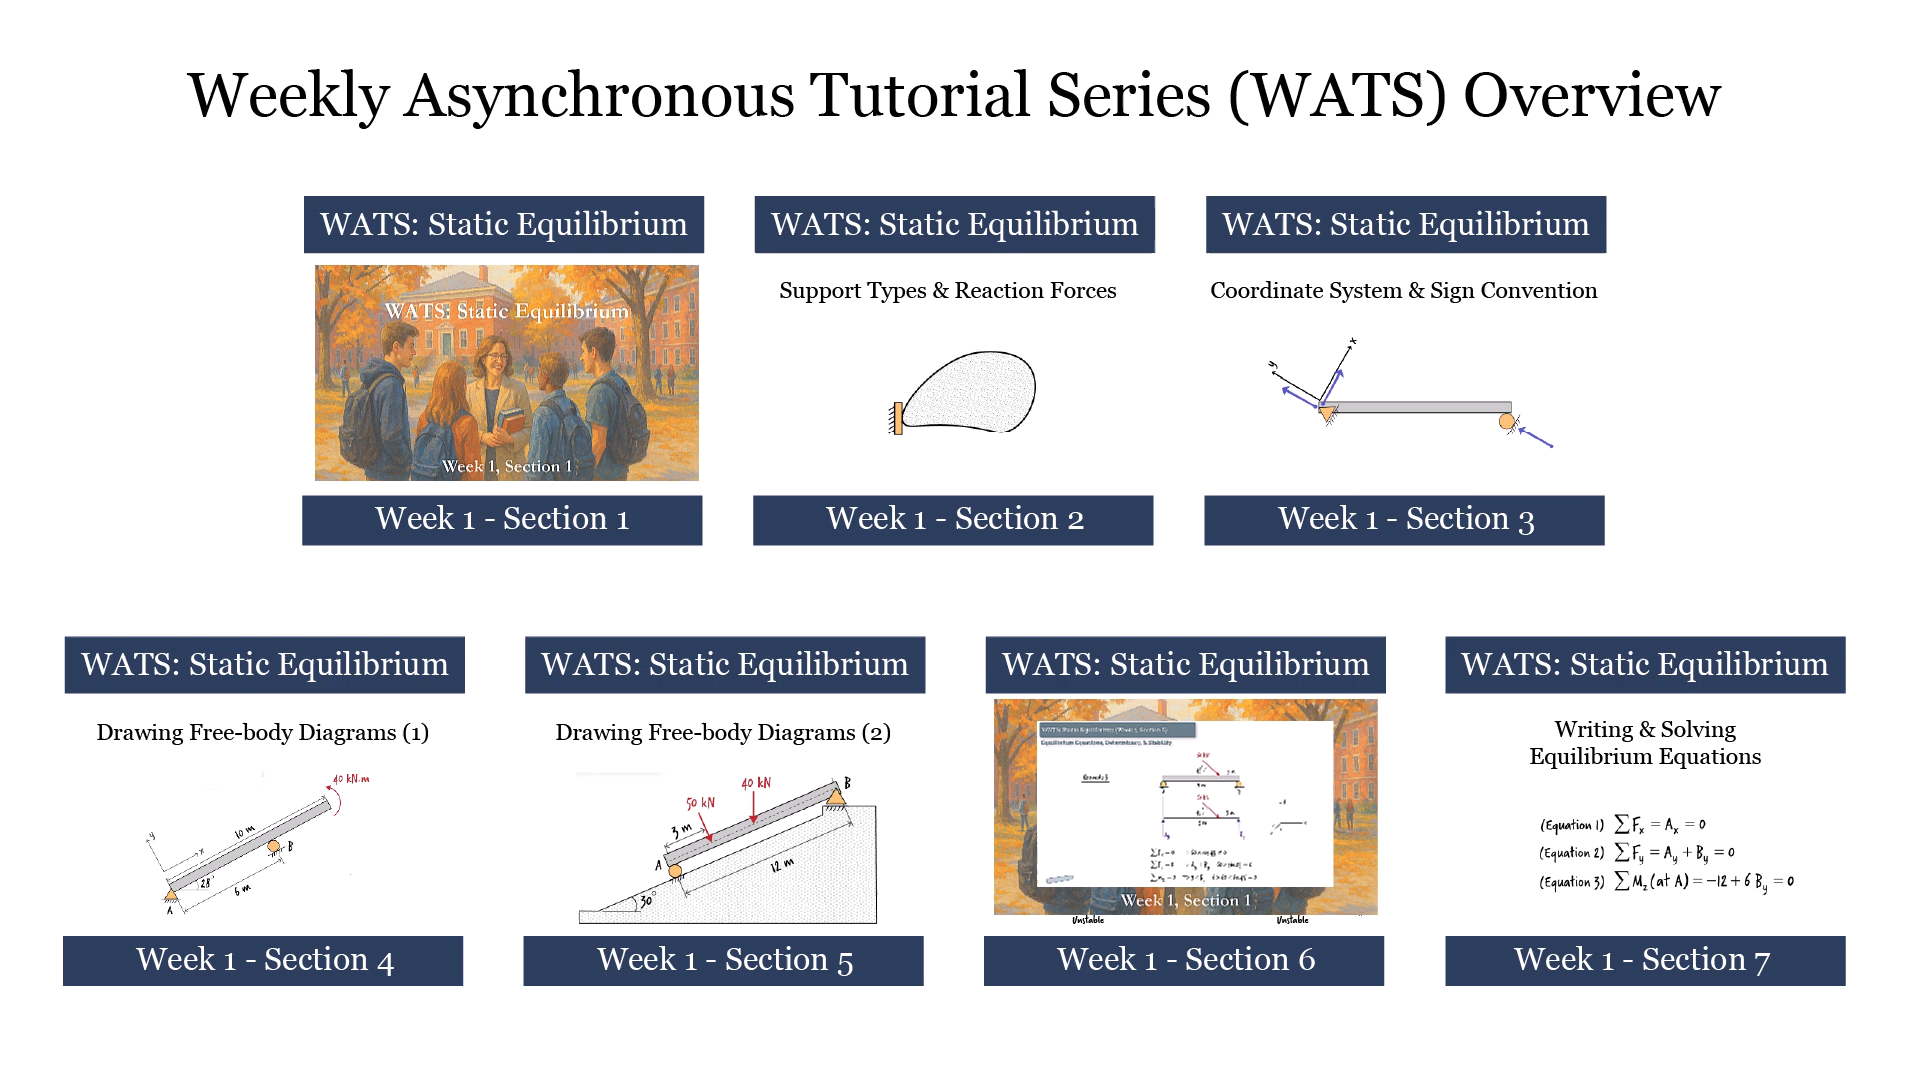 Weekly Asynchronous Tutorial Series (WATS) Overview
WATS: Static Equilibrium
WATS: Static Equilibrium
Week 1, Section 1
Week 1 - Section 1
WATS: Static Equilibrium
Support Types & Reaction Forces
Week 1 - Section 2
WATS: Static Equilibrium
Coordinate System & Sign Convention
y
x
Week 1 - Section 3
WATS: Static Equilibrium
Drawing Free-body Diagrams (1)
40 kN.m
y
x
10 m
B
28°
6 m
A
Week 1 - Section 4
WATS: Static Equilibrium
Drawing Free-body Diagrams (2)
40 kN
B
50 kN
3 m
A
12 m
30°
Week 1 - Section 5
WATS: Static Equilibrium
Equilibrium Equations, Determinacy, & Stability
Week 1, Section 1
Unstable
Unstable
Week 1 - Section 6
WATS: Static Equilibrium
Writing & Solving
Equilibrium Equations
(Equation 1) ∑Fx = Ax = 0
(Equation 2) ∑Fy = Ay + By = 0
(Equation 3) ∑Mz (at A) = -12 + 6 By = 0
Week 1 - Section 7